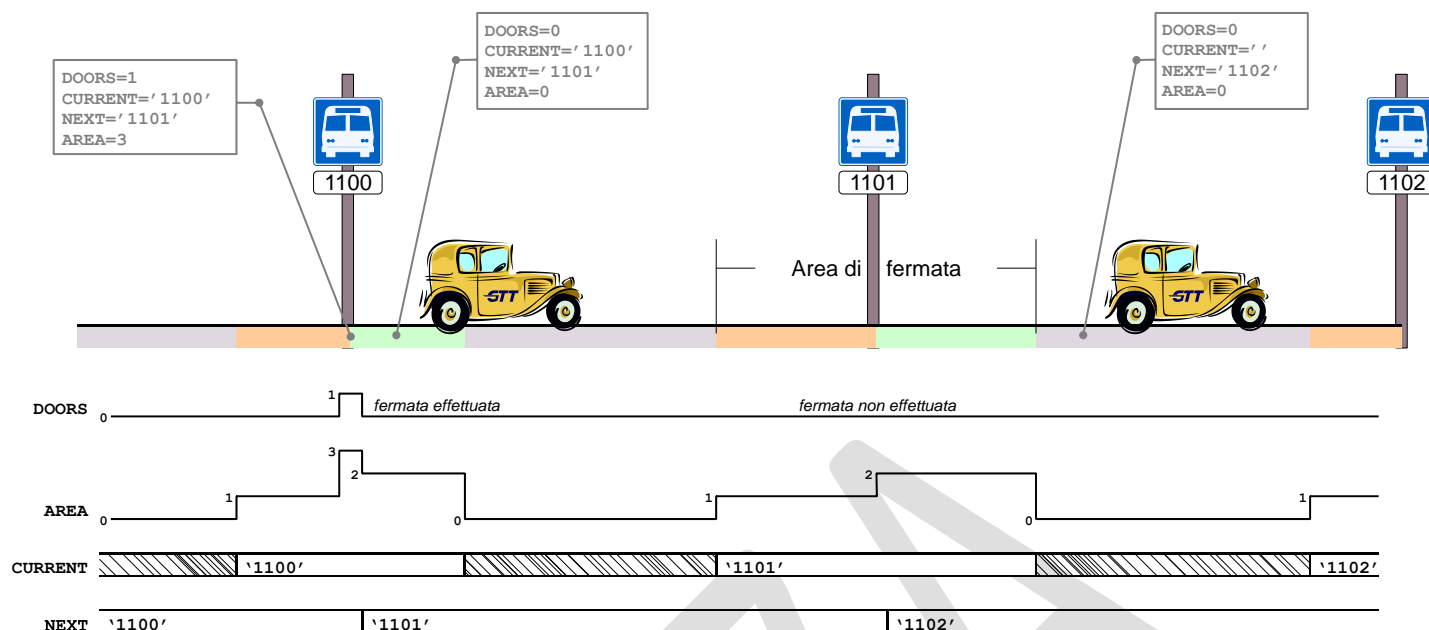 DOORS=1
CURRENT='1100'
NEXT='1101'
AREA=3
DOORS=0
CURRENT='1100'
NEXT='1101'
AREA=0
DOORS=0
CURRENT=''
NEXT='1102'
AREA=0
1100
1101
1102
Area di fermata
STT
STT
DOORS 0 1 fermata effettuata fermata non effettuata
AREA 0 1 3 2 0 1 2 0 1
CURRENT '1100' '1101' '1102'
NEXT '1100' '1101' '1102'